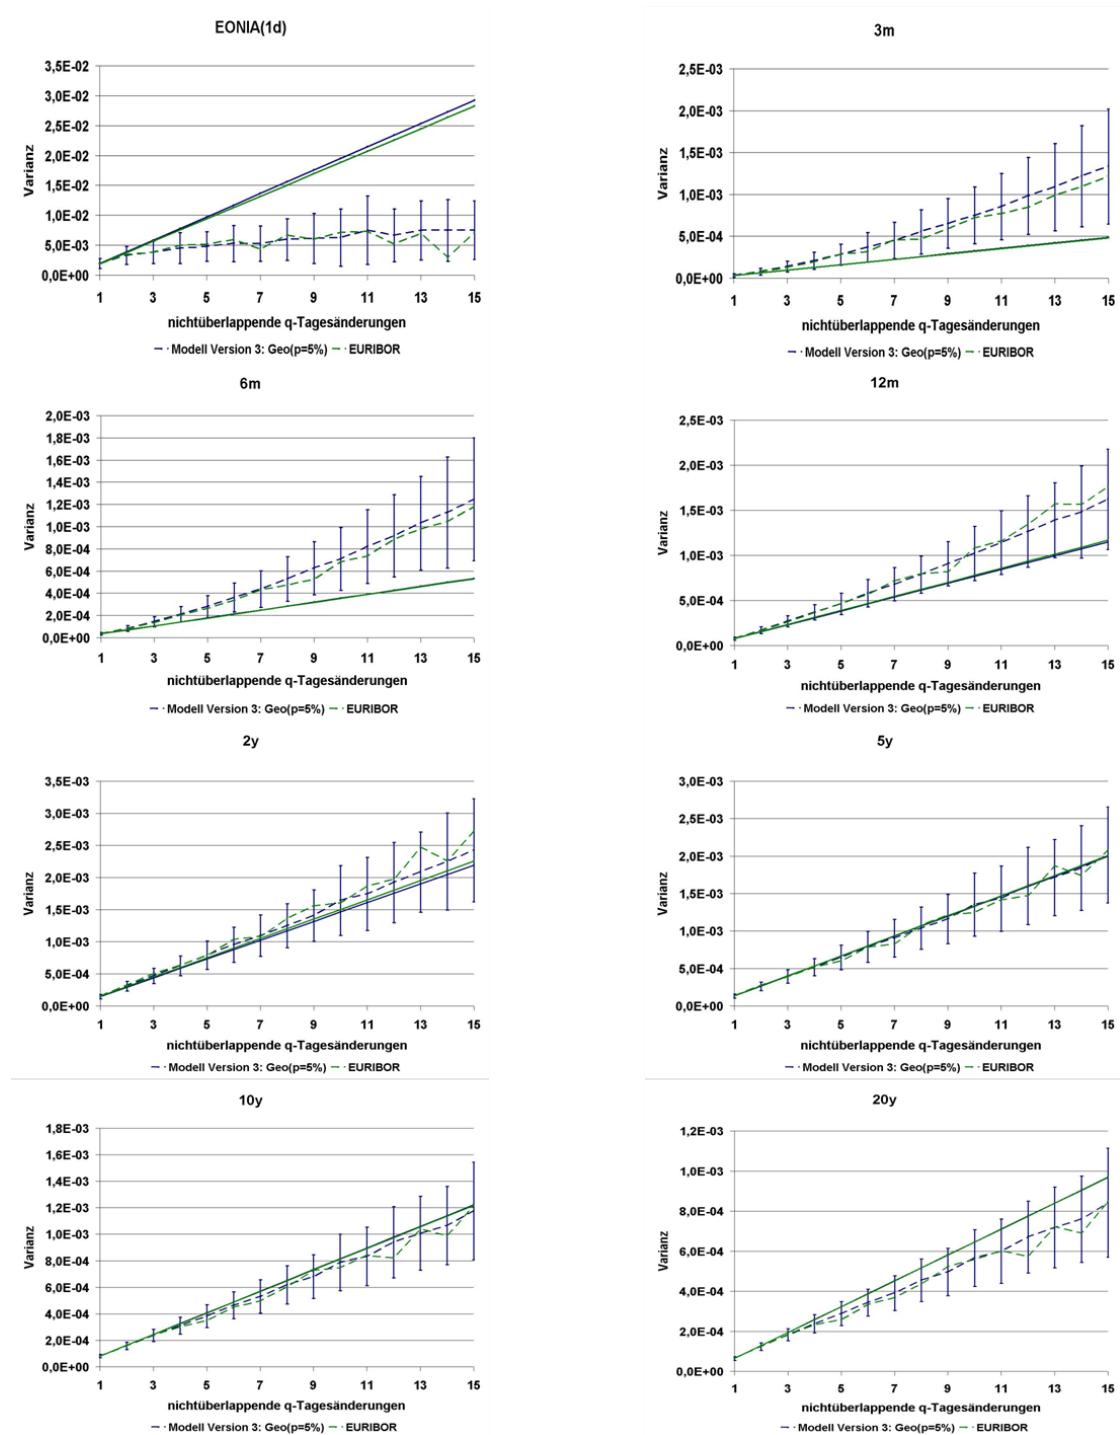 EONIA(1d)
3,5E-02
3,0E-02
2,5E-02
2,0E-02
1,5E-02
1,0E-02
5,0E-03
0,0E+00
Varianz
1 3 5 7 9 11 13 15
nichtüberlappende q-Tagesänderungen
Modell Version 3: Geo(p=5%) EURIBOR
3m
2,5E-03
2,0E-03
1,5E-03
1,0E-03
5,0E-04
0,0E+00
Varianz
1 3 5 7 9 11 13 15
nichtüberlappende q-Tagesänderungen
Modell Version 3: Geo(p=5%) EURIBOR
6m
2,0E-03
1,8E-03
1,6E-03
1,4E-03
1,2E-03
1,0E-03
8,0E-04
6,0E-04
4,0E-04
2,0E-04
0,0E+00
Varianz
1 3 5 7 9 11 13 15
nichtüberlappende q-Tagesänderungen
Modell Version 3: Geo(p=5%) EURIBOR
12m
2,5E-03
2,0E-03
1,5E-03
1,0E-03
5,0E-04
0,0E+00
Varianz
1 3 5 7 9 11 13 15
nichtüberlappende q-Tagesänderungen
Modell Version 3: Geo(p=5%) EURIBOR
2y
3,5E-03
3,0E-03
2,5E-03
2,0E-03
1,5E-03
1,0E-03
5,0E-04
0,0E+00
Varianz
1 3 5 7 9 11 13 15
nichtüberlappende q-Tagesänderungen
Modell Version 3: Geo(p=5%) EURIBOR
5y
3,0E-03
2,5E-03
2,0E-03
1,5E-03
1,0E-03
5,0E-04
0,0E+00
Varianz
1 3 5 7 9 11 13 15
nichtüberlappende q-Tagesänderungen
Modell Version 3: Geo(p=5%) EURIBOR
10y
1,8E-03
1,6E-03
1,4E-03
1,2E-03
1,0E-03
8,0E-04
6,0E-04
4,0E-04
2,0E-04
0,0E+00
Varianz
1 3 5 7 9 11 13 15
nichtüberlappende q-Tagesänderungen
Modell Version 3: Geo(p=5%) EURIBOR
20y
1,2E-03
1,0E-03
8,0E-04
6,0E-04
4,0E-04
2,0E-04
0,0E+00
Varianz
1 3 5 7 9 11 13 15
nichtüberlappende q-Tagesänderungen
Modell Version 3: Geo(p=5%) EURIBOR